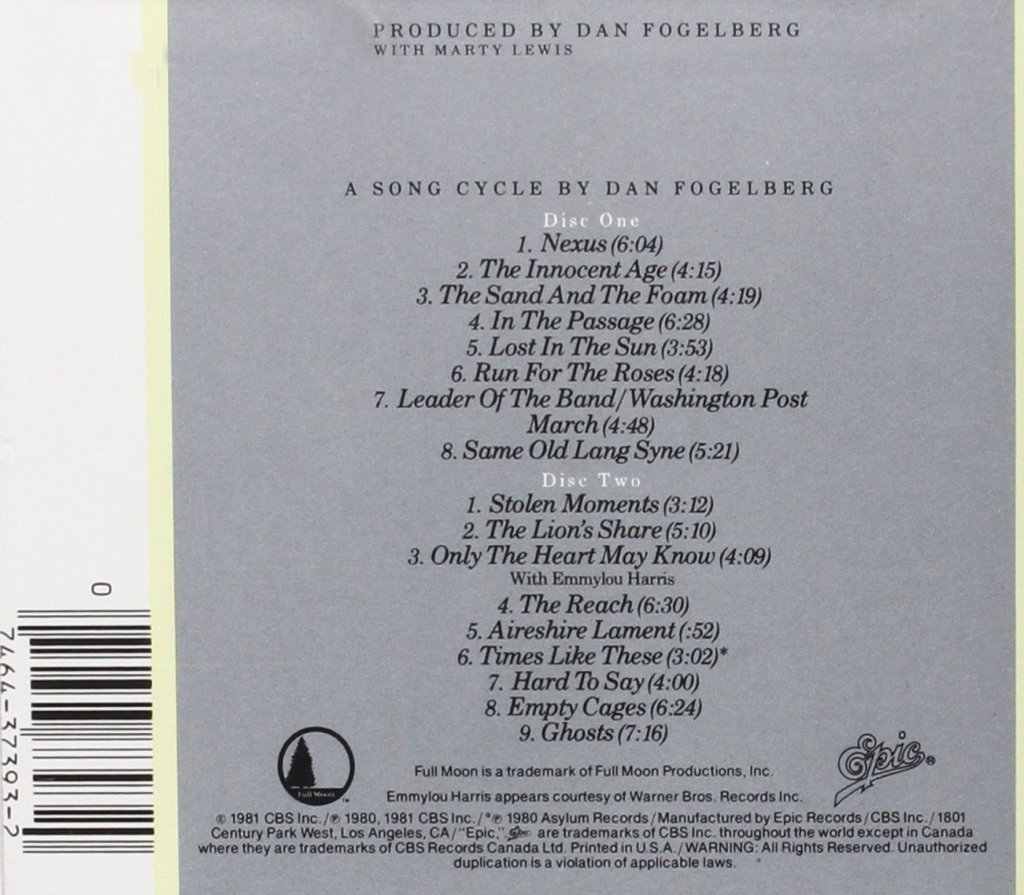 PRODUCED BY DAN FOGELBERG
WITH MARTY LEWIS
A SONG CYCLE BY DAN FOGELBERG
Disc One
1. Nexus (6:04)
2. The Innocent Age (4:15)
3. The Sand And The Foam (4:19)
4. In The Passage (6:28)
5. Lost In The Sun (3:53)
6. Run For The Roses (4:18)
7. Leader Of The Band/Washington Post
March (4:48)
8. Same Old Lang Syne (5:21)
Disc Two
1. Stolen Moments (3:12)
2. The Lion's Share (5:10)
3. Only The Heart May Know (4:09)
With Emmylou Harris
4. The Reach (6:30)
5. Aireshire Lament (:52)
6. Times Like These (3:02)*
7. Hard To Say (4:00)
8. Empty Cages (6:24)
9. Ghosts (7:16)
Full Moon
TM
Epic®
Full Moon is a trademark of Full Moon Productions, Inc.
Emmylou Harris appears courtesy of Warner Bros. Records Inc.
© 1981 CBS Inc./℗ 1980, 1981 CBS Inc./*℗ 1980 Asylum Records/Manufactured by Epic Records/CBS Inc./1801
Century Park West, Los Angeles, CA/"Epic," Epic are trademarks of CBS Inc. throughout the world except in Canada
where they are trademarks of CBS Records Canada Ltd. Printed in U.S.A./WARNING: All Rights Reserved. Unauthorized
duplication is a violation of applicable laws.
0
7464-37393-2